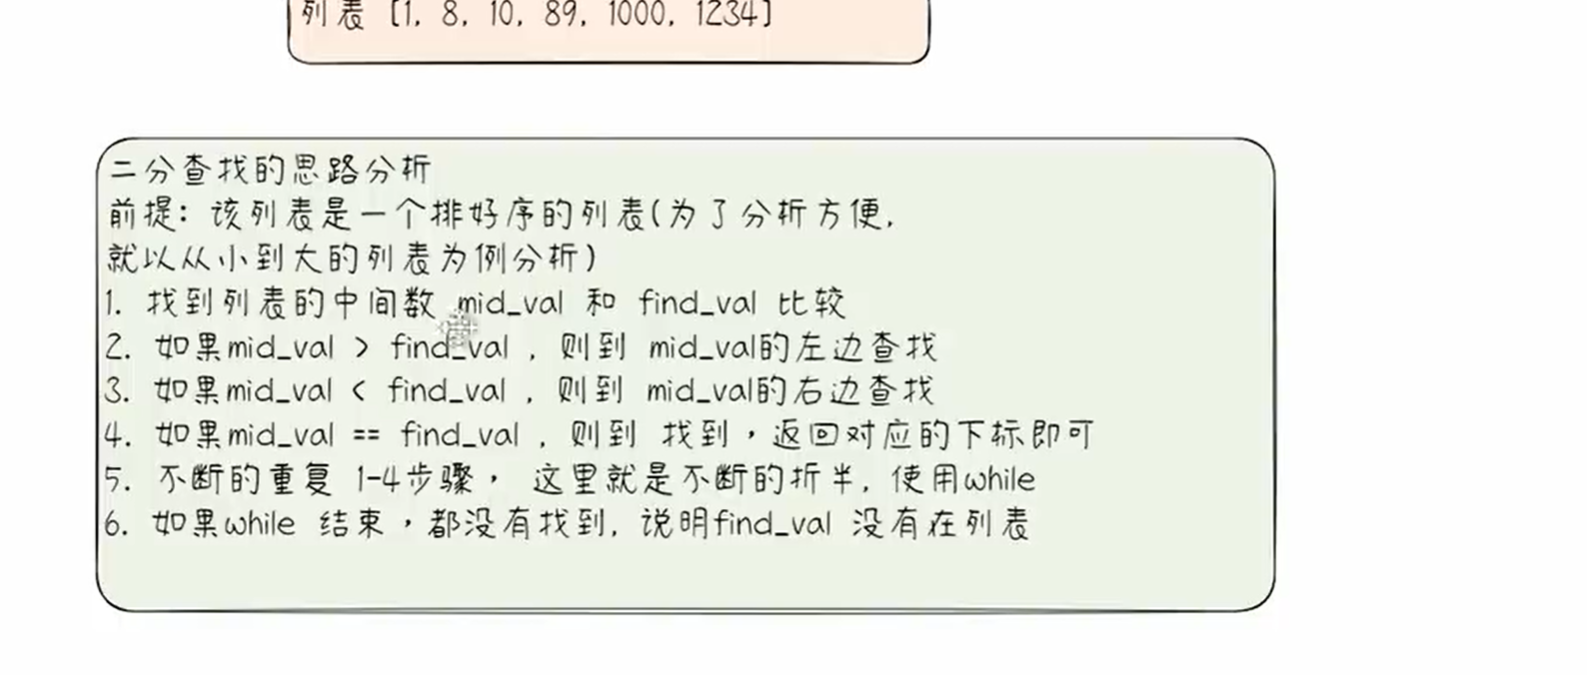 列表 [1, 8, 10, 89, 1000, 1234]
二分查找的思路分析
前提: 该列表是一个排好序的列表(为了分析方便,
就以从小到大的列表为例分析)
1. 找到列表的中间数 mid_val 和 find_val 比较
2. 如果mid_val > find_val , 则到 mid_val的左边查找
3. 如果mid_val < find_val , 则到 mid_val的右边查找
4. 如果mid_val == find_val , 则到 找到，返回对应的下标即可
5. 不断的重复 1-4步骤， 这里就是不断的折半, 使用while
6. 如果while 结束，都没有找到, 说明find_val 没有在列表